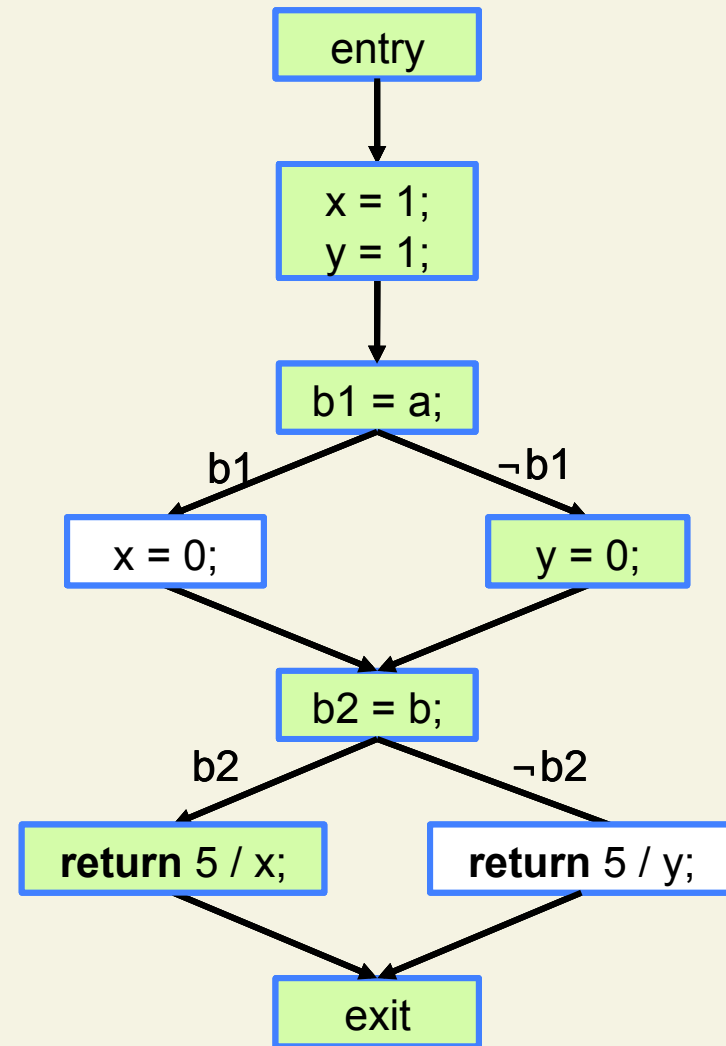 entry
x = 1;
y = 1;
b1 = a;
b1
¬b1
x = 0;
y = 0;
b2 = b;
b2
¬b2
return 5 / x;
return 5 / y;
exit